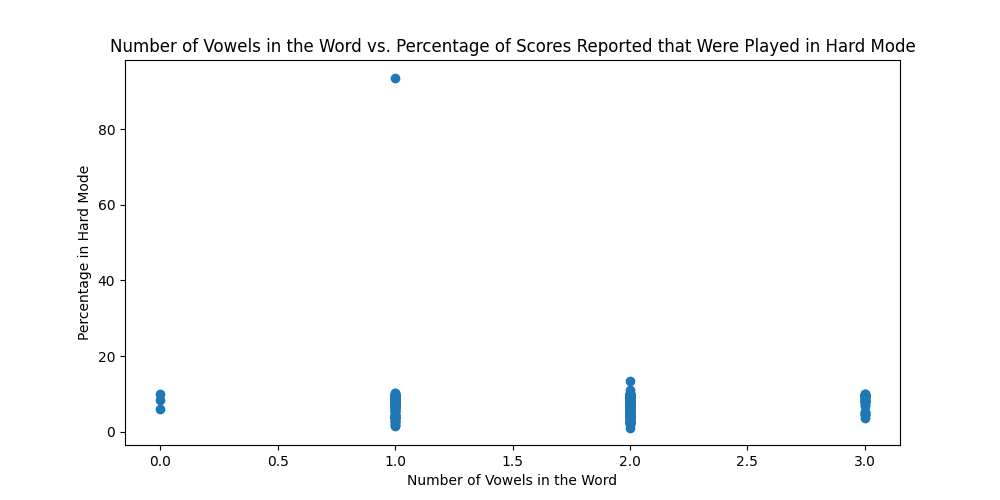 Number of Vowels in the Word vs. Percentage of Scores Reported that Were Played in Hard Mode
80
60
40
20
0
Percentage in Hard Mode
0.0 0.5 1.0 1.5 2.0 2.5 3.0
Number of Vowels in the Word